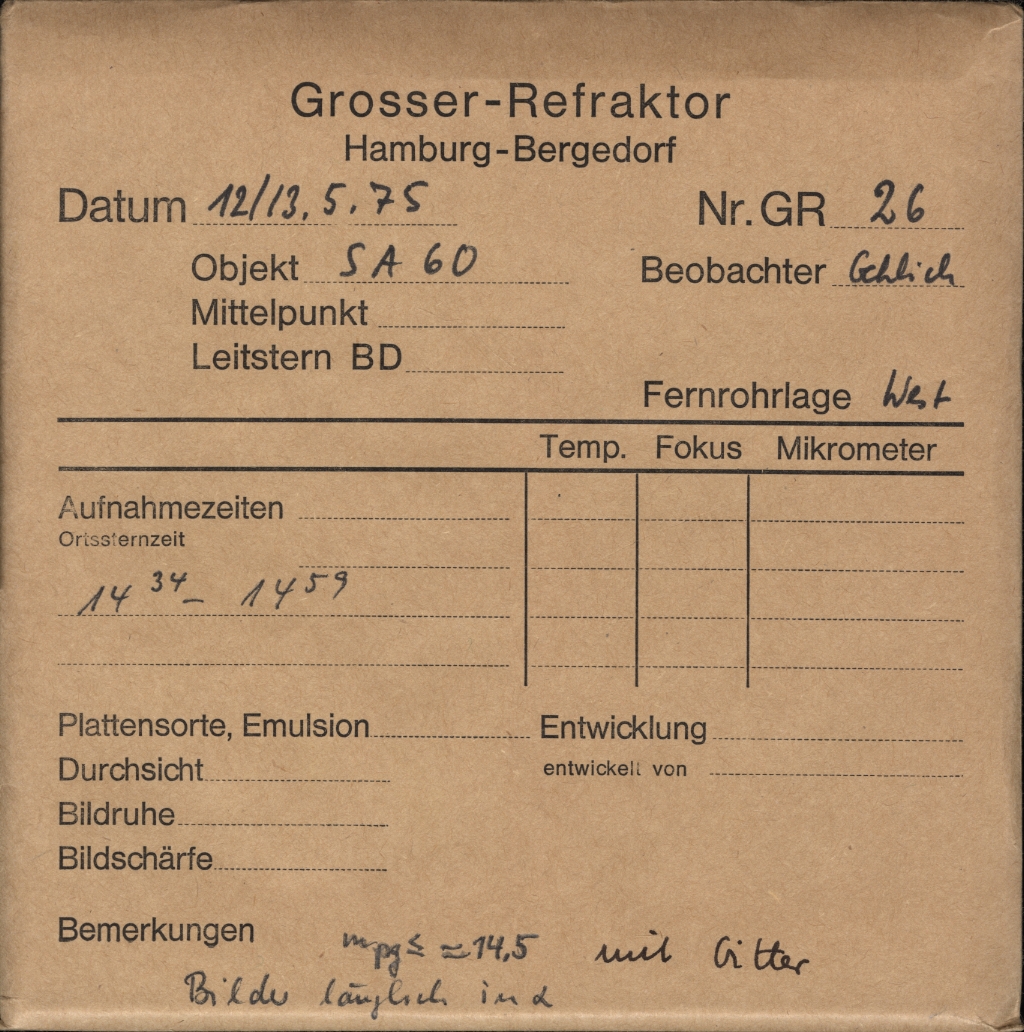 Grosser-Refraktor
Hamburg-Bergedorf
Datum 12/13.5.75 Nr. GR 26
Objekt SA 60 Beobachter Gehlich
Mittelpunkt
Leitstern BD
Fernrohrlage West
Temp. Fokus Mikrometer
Aufnahmezeiten
Ortssternzeit
14 34 – 14 59
Plattensorte, Emulsion Entwicklung
Durchsicht entwickelt von
Bildruhe
Bildschärfe
Bemerkungen mpg ≤ ≃ 14,5 mit Gitter
Bilder länglich in α